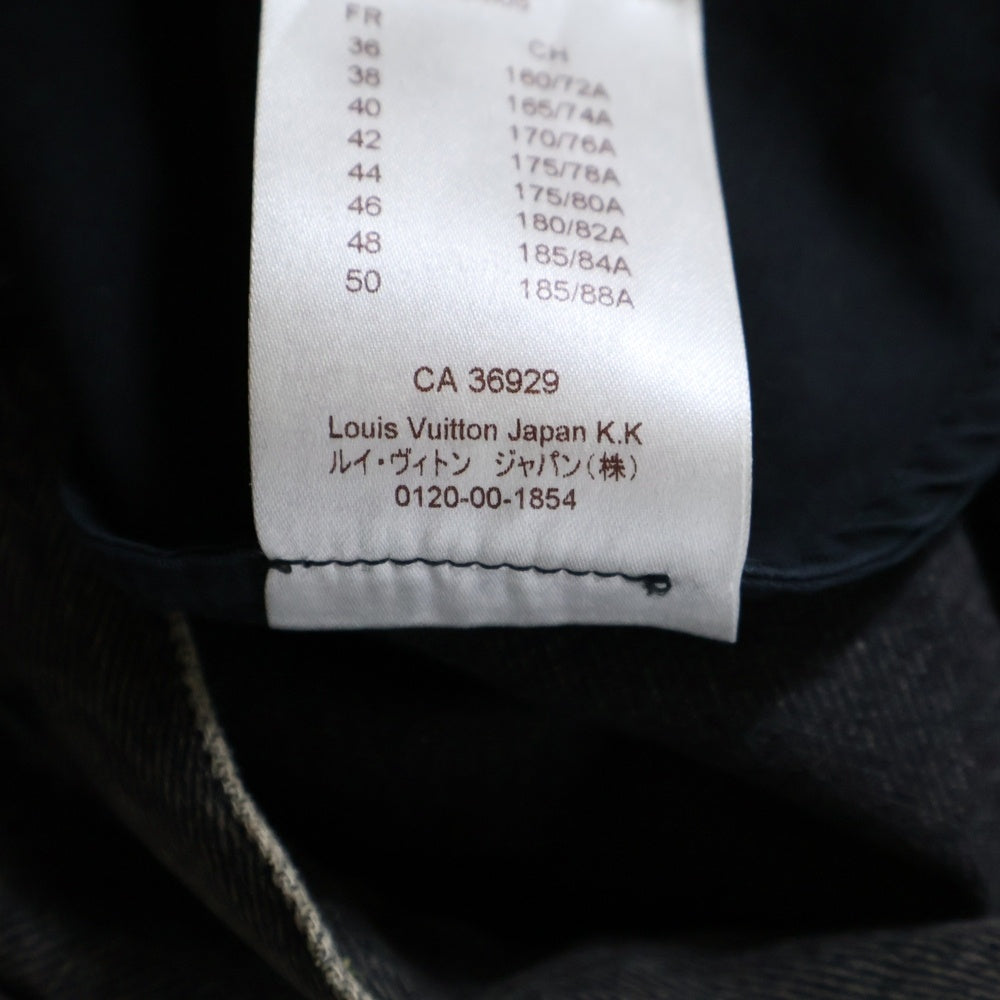 FR CH
36 160/72A
38 165/74A
40 170/76A
42 175/78A
44 175/80A
46 180/82A
48 185/84A
50 185/88A
CA 36929
Louis Vuitton Japan K.K
ルイ・ヴィトン ジャパン(株)
0120-00-1854